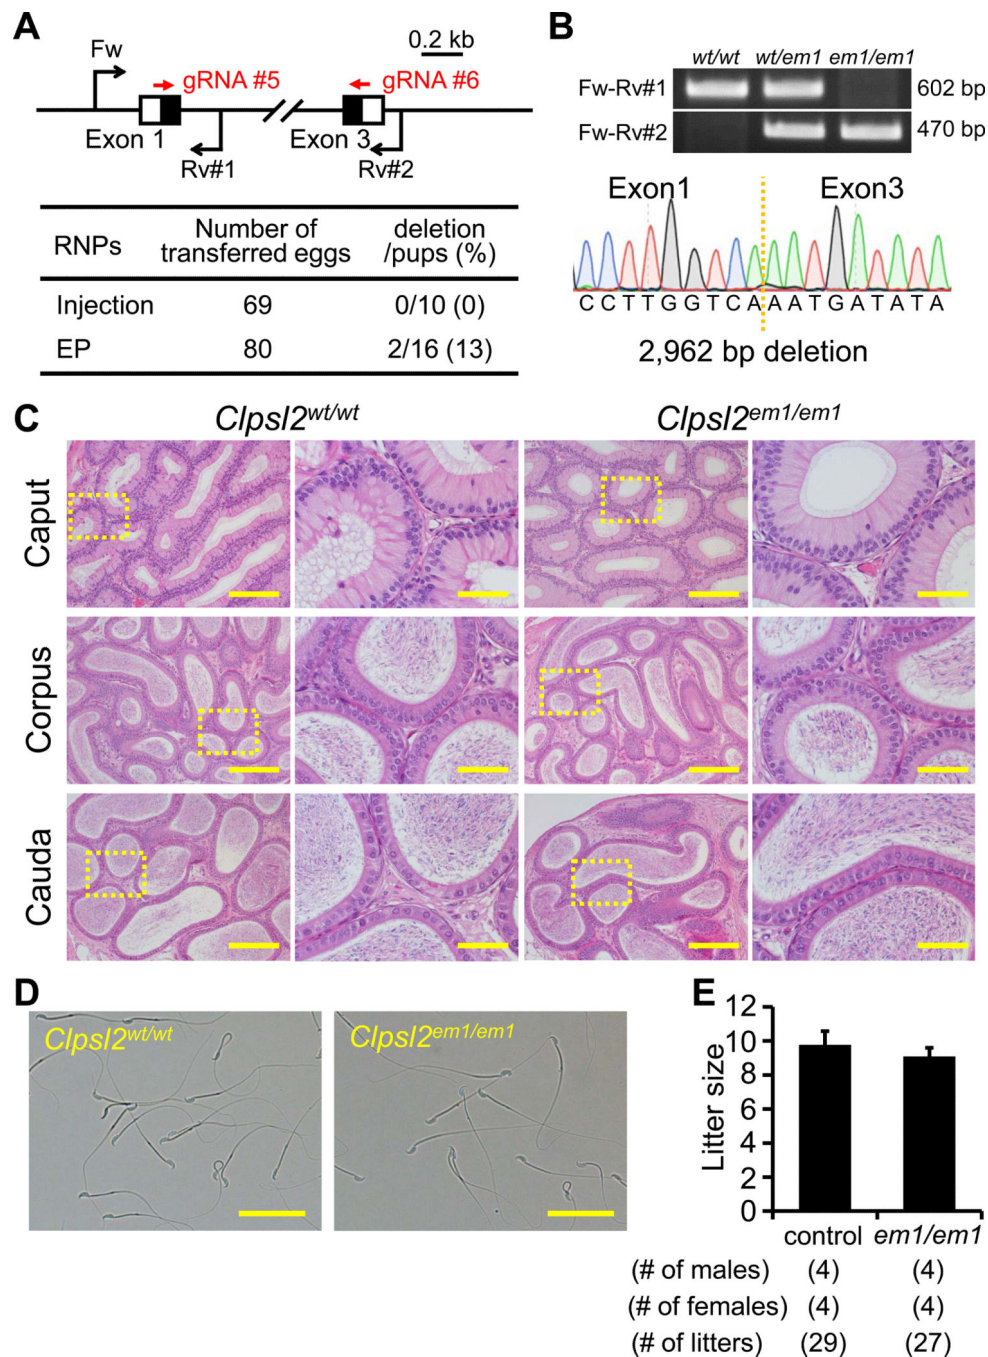 A
Fw
0.2 kb
gRNA #5
gRNA #6
Exon 1
Rv#1
Exon 3
Rv#2
RNPs
Number of transferred eggs
deletion /pups (%)
Injection 69 0/10 (0)
EP 80 2/16 (13)
B
wt/wt wt/em1 em1/em1
Fw-Rv#1 602 bp
Fw-Rv#2 470 bp
Exon1 Exon3
CCTTGGTCAAATGATATA
2,962 bp deletion
C
Clpsl2wt/wt Clpsl2em1/em1
Caput
Corpus
Cauda
D
Clpsl2wt/wt Clpsl2em1/em1
E
Litter size
12
10
8
6
4
2
0
control em1/em1
(# of males) (4) (4)
(# of females) (4) (4)
(# of litters) (29) (27)